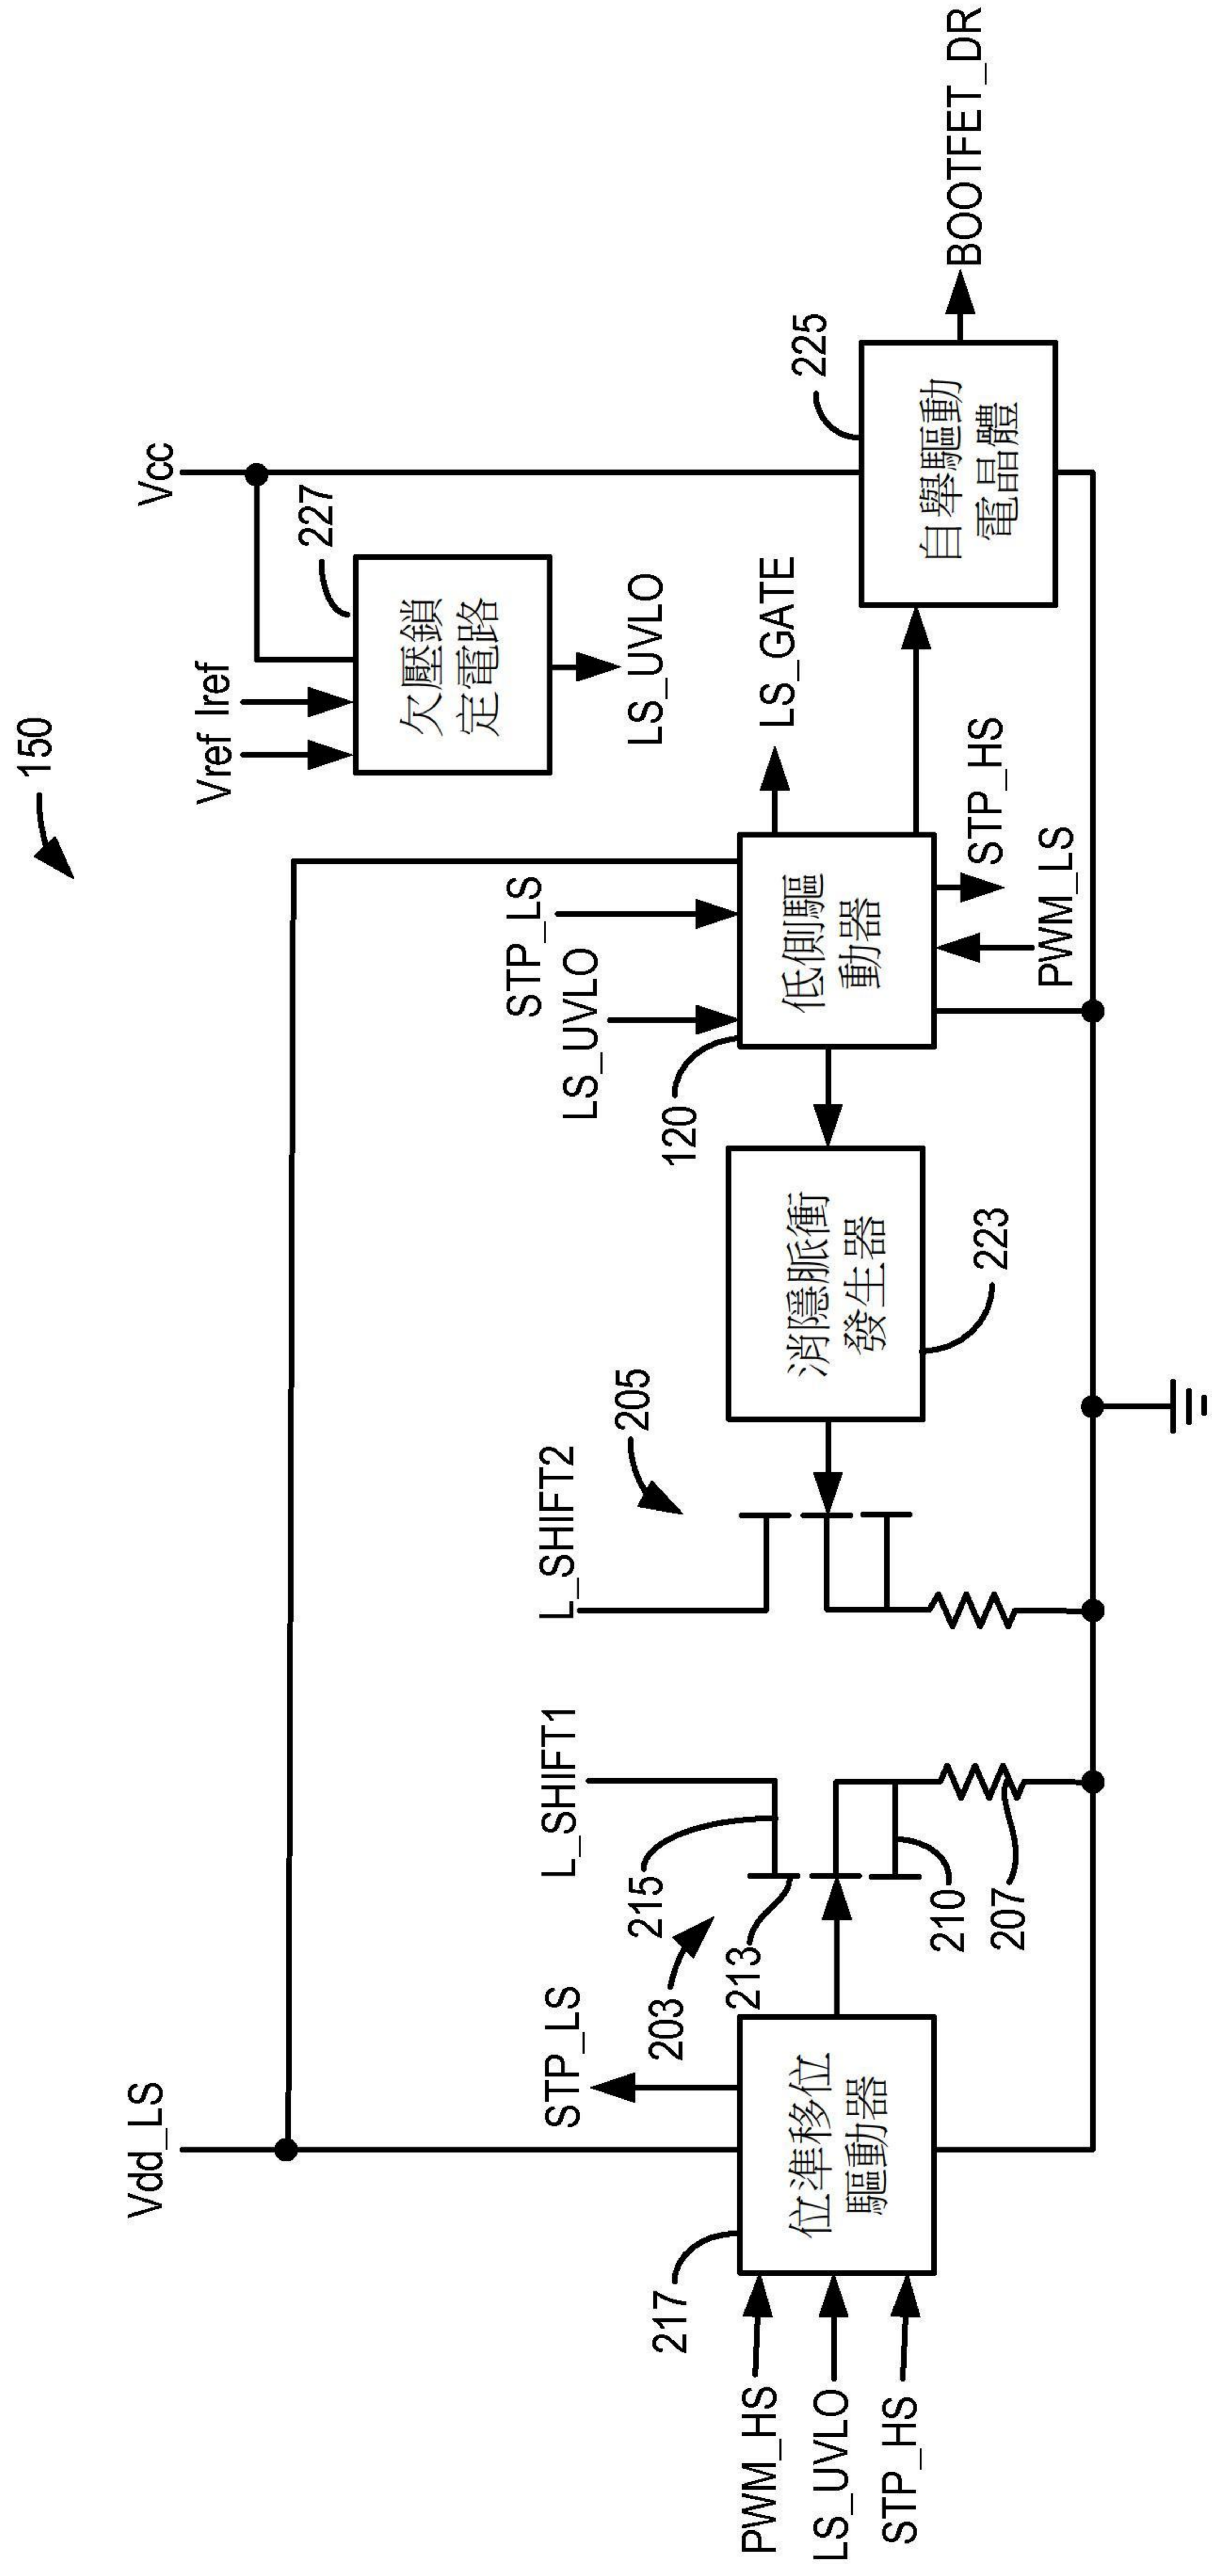 150
Vdd_LS
Vref
Iref
Vcc
227
欠壓鎖
定電路
LS_UVLO
STP_LS
L_SHIFT1
L_SHIFT2
LS_UVLO
STP_LS
217
203
215
213
205
120
LS_GATE
225
PWM_HS
LS_UVLO
STP_HS
位準移位
驅動器
210
207
消隱脈衝
發生器
223
低側驅
動器
PWM_LS
STP_HS
自舉驅動
電晶體
BOOTFET_DR